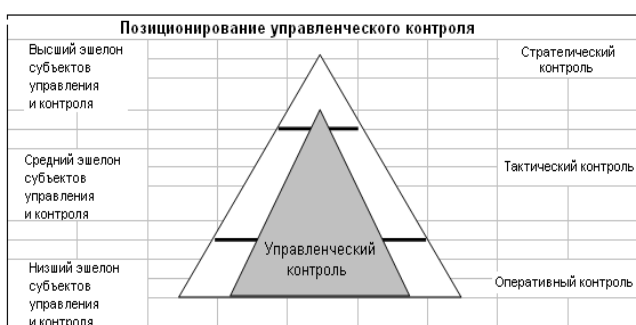 Позиционирование управленческого контроля
Высший эшелон
субъектов
управления
и контроля
Стратегический
контроль
Средний эшелон
субъектов
управления
и контроля
Тактический контроль
Управленческий
контроль
Низший эшелон
субъектов
управления
и контроля
Оперативный контроль